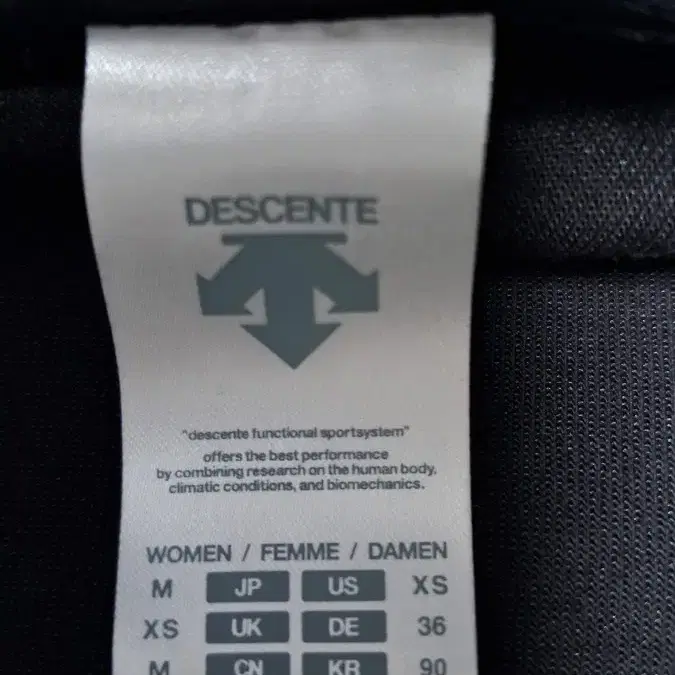 DESCENTE
"descente functional sportsystem"
offers the best performance
by combining research on the human body,
climatic conditions, and biomechanics.
WOMEN / FEMME / DAMEN
M JP US XS
XS UK DE 36
M CN KR 90